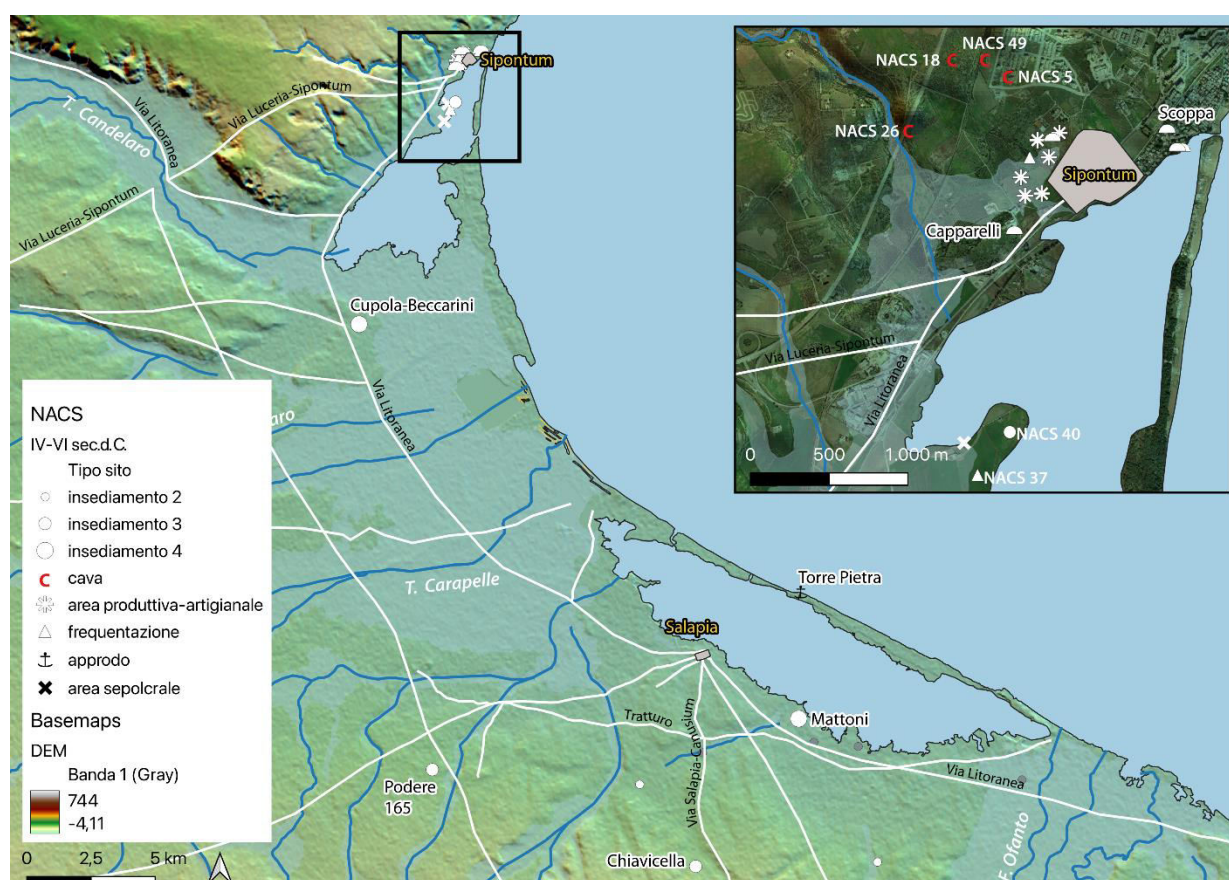 Sipontum
T. Candelaro
Via Litoranea
Via Luceria-Sipontum
Via Luceria-Sipontum
Cupola-Beccarini
Via Litoranea
T. Carapelle
Torre Pietra
Salapia
Tratturo
Via Salapia-Canusium
Mattoni
Via Litoranea
Podere
165
Chiavicella
F. Ofanto
NACS 49
NACS 18
C
C
C
NACS 5
NACS 26
C
Scoppa
Sipontum
Capparelli
Via Luceria-Sipontum
Via Litoranea
NACS 40
NACS 37
0
500
1.000 m
NACS
IV-VI sec.d.C.
Tipo sito
insediamento 2
insediamento 3
insediamento 4
C
cava
area produttiva-artigianale
frequentazione
approdo
area sepolcrale
Basemaps
DEM
Banda 1 (Gray)
744
-4,11
0
2,5
5 km